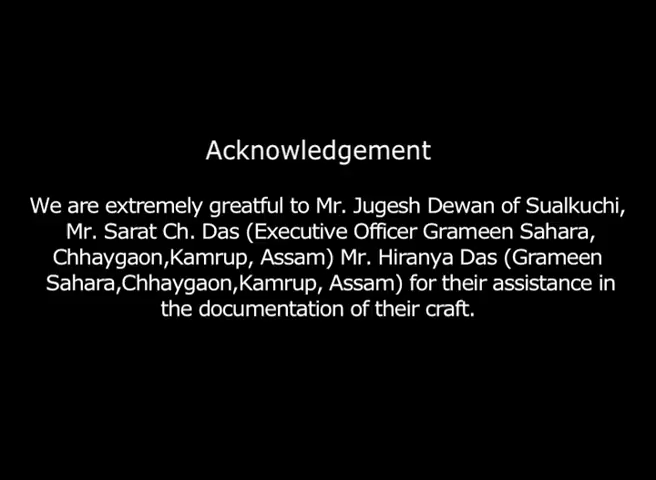 Acknowledgement
We are extremely greatful to Mr. Jugesh Dewan of Sualkuchi,
Mr. Sarat Ch. Das (Executive Officer Grameen Sahara,
Chhaygaon,Kamrup, Assam) Mr. Hiranya Das (Grameen
Sahara,Chhaygaon,Kamrup, Assam) for their assistance in
the documentation of their craft.